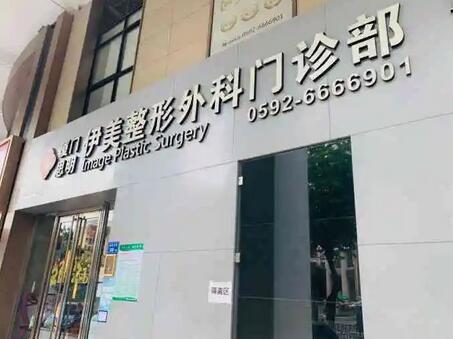 厦门
思明
伊美整形外科门诊部
Image Plastic Surgery
0592-6666901
隔离区